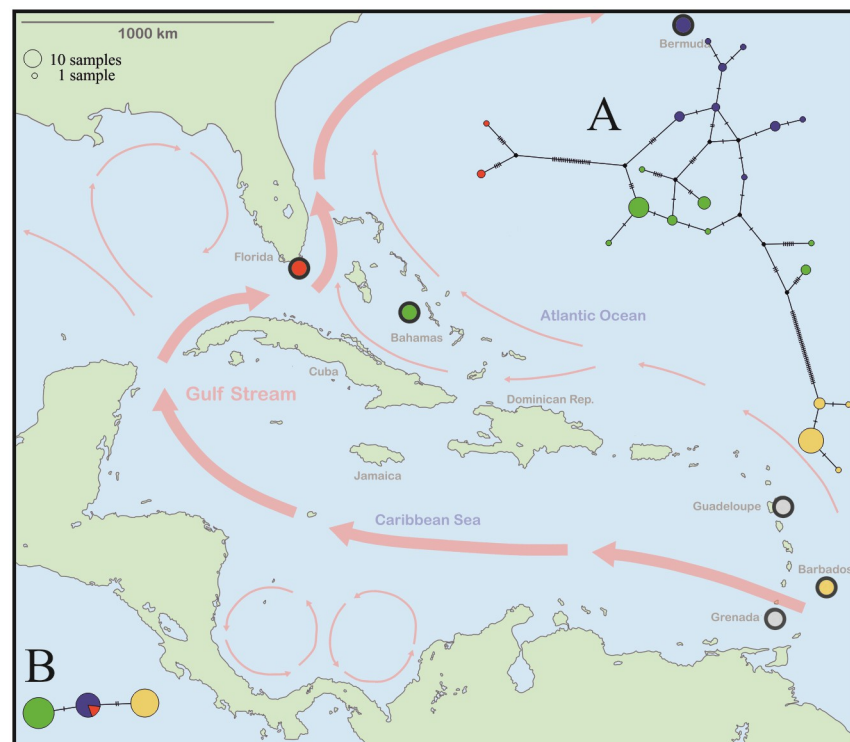 1000 km
10 samples
1 sample
Bermuda
A
Florida
Bahamas
Atlantic Ocean
Cuba
Gulf Stream
Dominican Rep.
Jamaica
Caribbean Sea
Guadeloupe
Barbados
Grenada
B